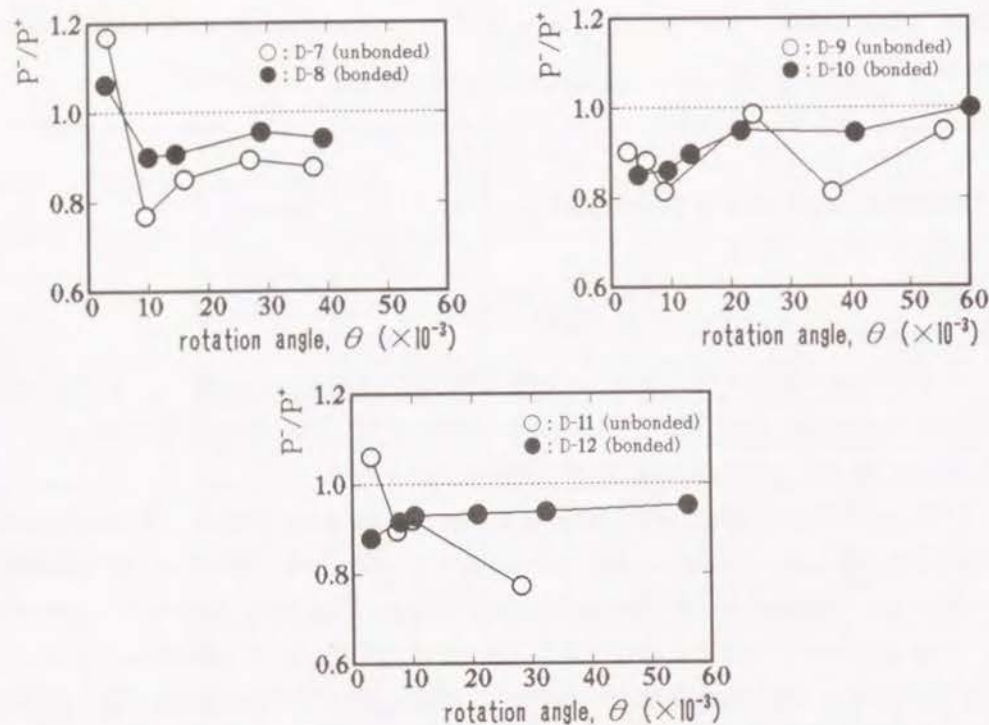 P⁻/P⁺
1.2
1.0
0.8
0.6
○: D-7 (unbonded)
●: D-8 (bonded)
0 10 20 30 40 50 60
rotation angle, θ (×10⁻³)
P⁻/P⁺
1.2
1.0
0.8
0.6
○: D-9 (unbonded)
●: D-10 (bonded)
0 10 20 30 40 50 60
rotation angle, θ (×10⁻³)
P⁻/P⁺
1.2
1.0
0.8
0.6
○: D-11 (unbonded)
●: D-12 (bonded)
0 10 20 30 40 50 60
rotation angle, θ (×10⁻³)